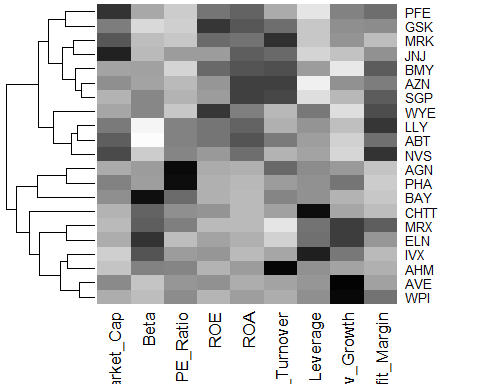 PFE
GSK
MRK
JNJ
BMY
AZN
SGP
WYE
LLY
ABT
NVS
AGN
PHA
BAY
CHTT
MRX
ELN
IVX
AHM
AVE
WPI
arket_Cap
Beta
PE_Ratio
ROE
ROA
_Turnover
Leverage
w_Growth
fit_Margin